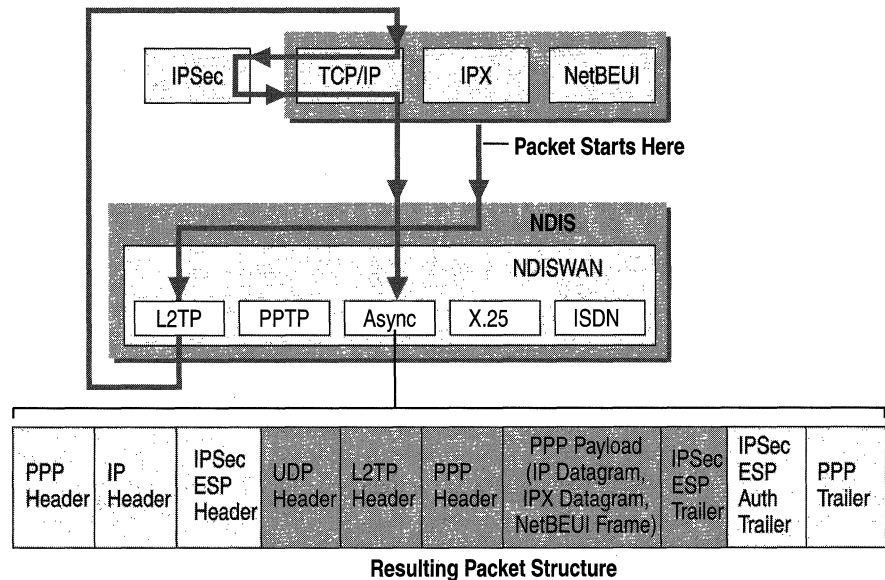 IPSec
TCP/IP
IPX
NetBEUI
Packet Starts Here
NDIS
NDISWAN
L2TP
PPTP
Async
X.25
ISDN
PPP
Header
IP
Header
IPSec
ESP
Header
UDP
Header
L2TP
Header
PPP
Header
PPP Payload
(IP Datagram,
IPX Datagram,
NetBEUI Frame)
IPSec
ESP
Trailer
IPSec
ESP
Auth
Trailer
PPP
Trailer
Resulting Packet Structure